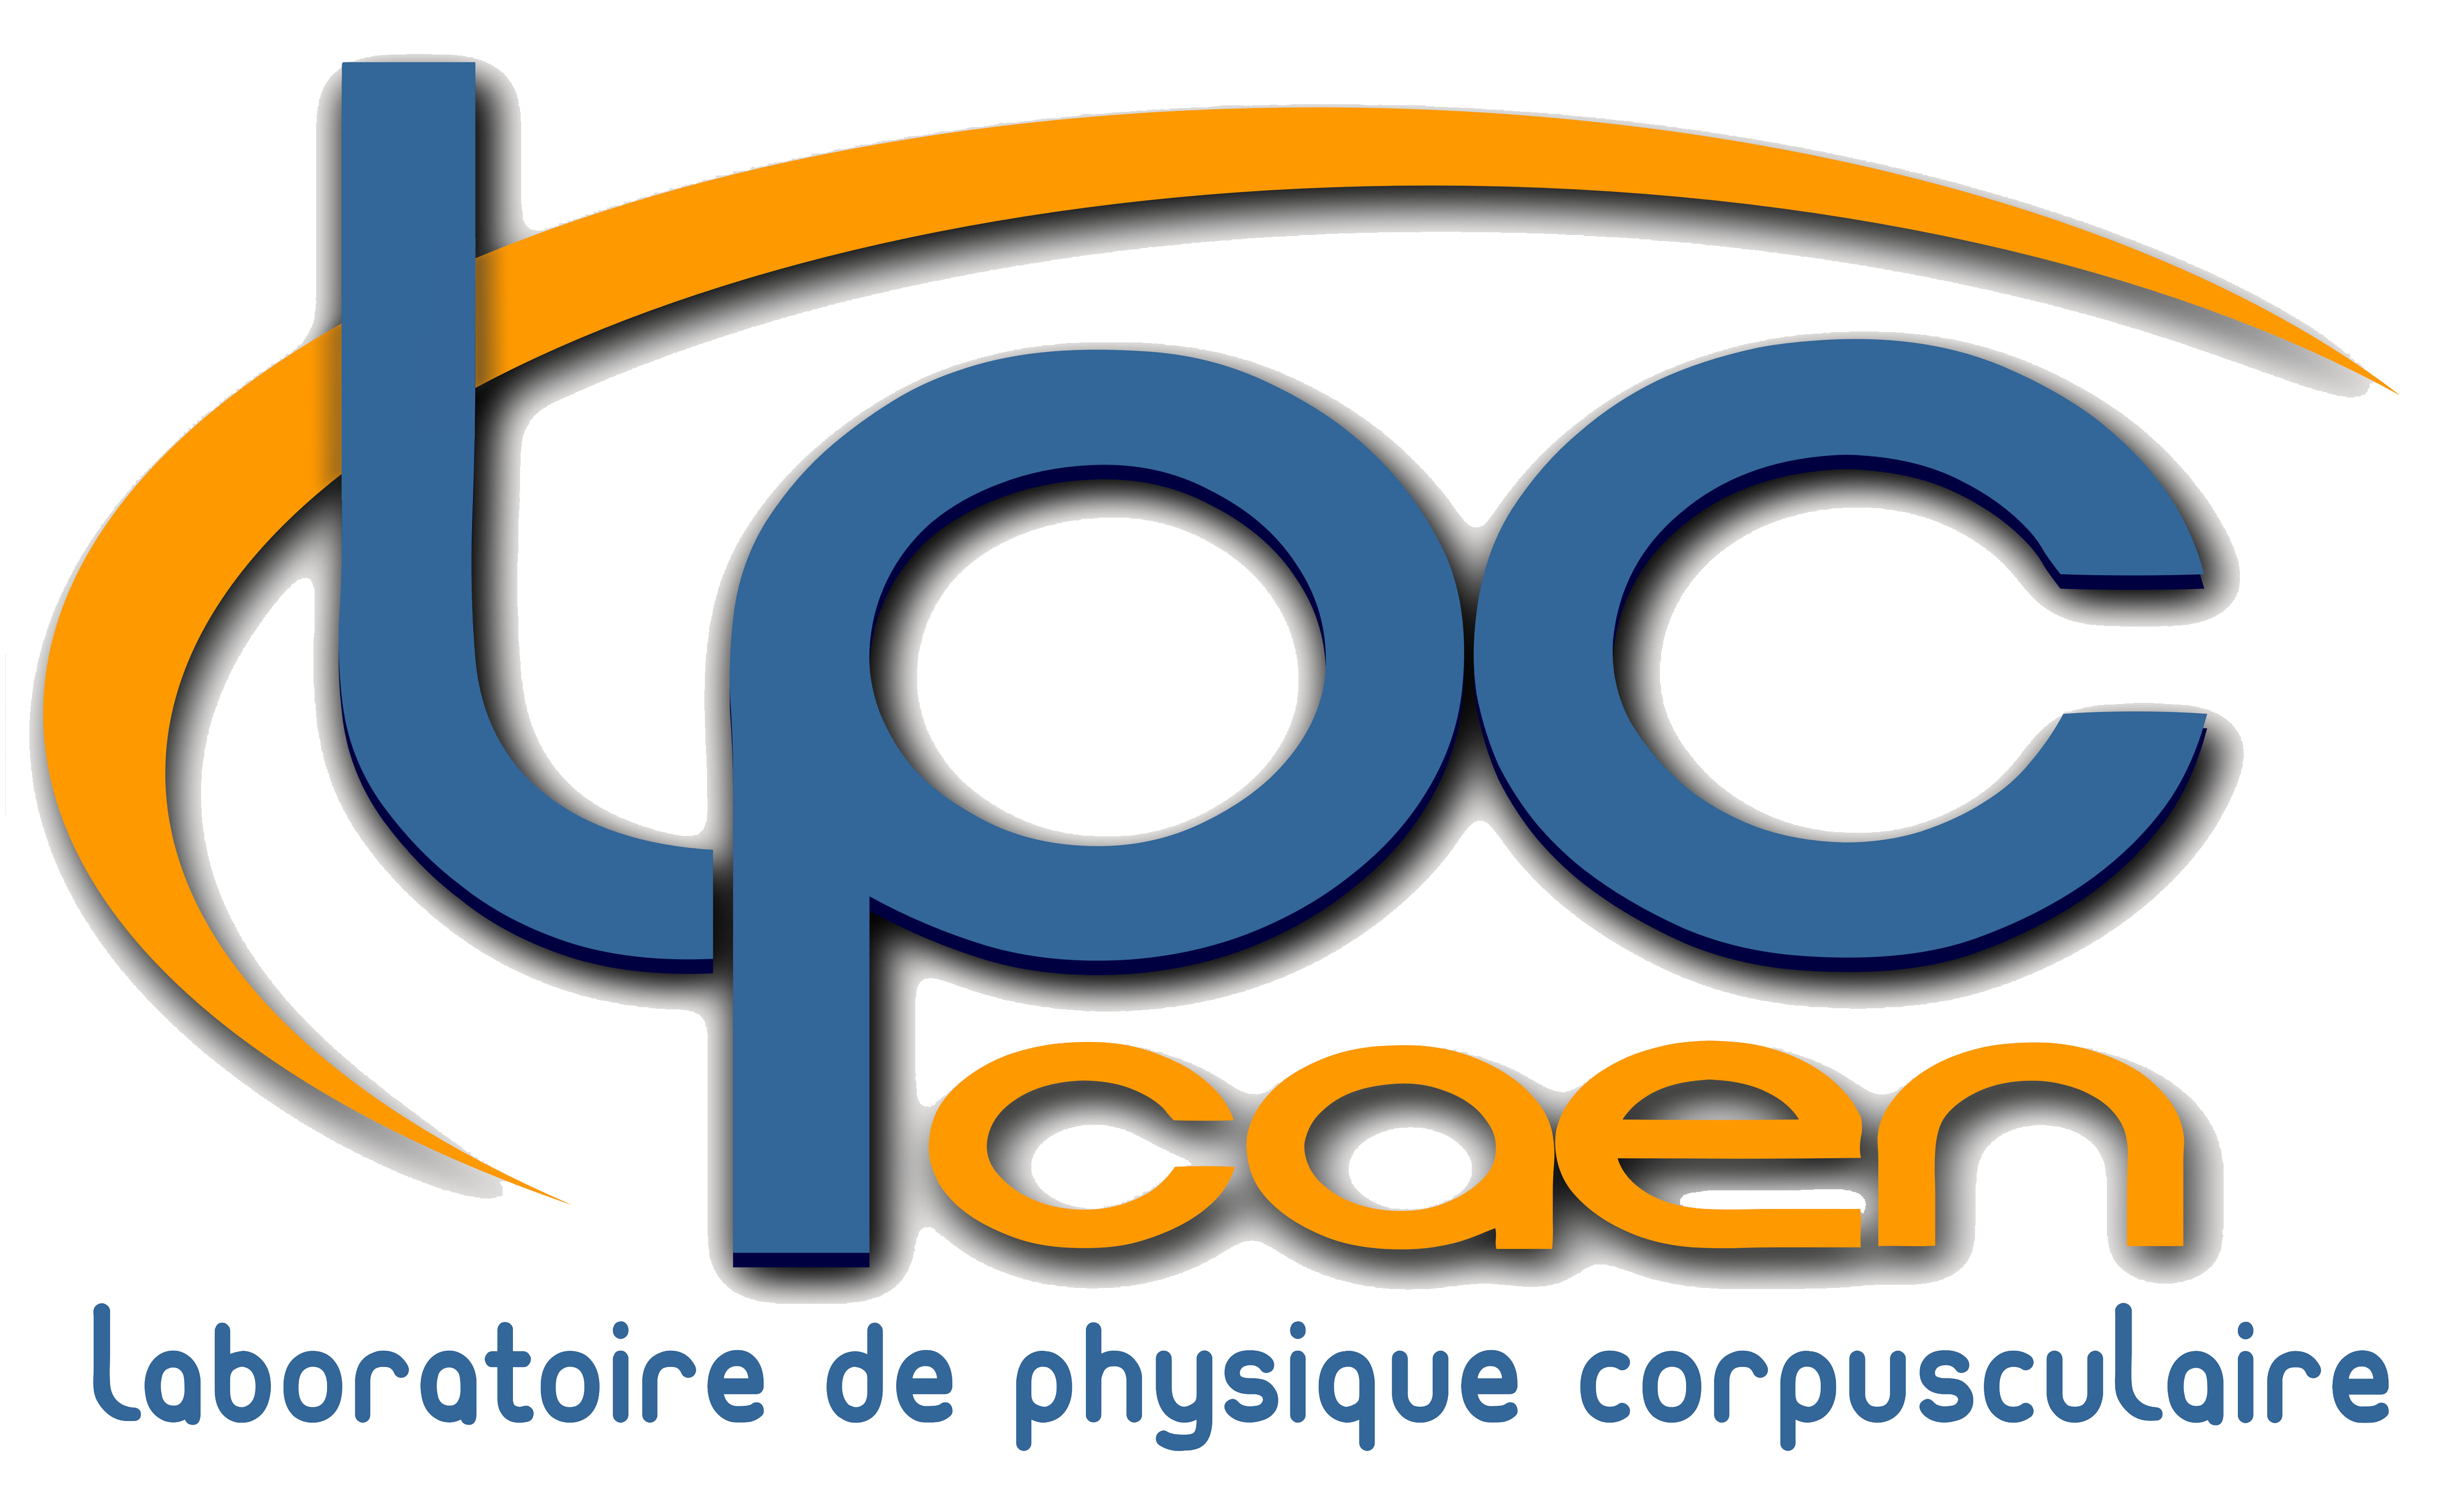 lpc
caen
laboratoire de physique corpusculaire